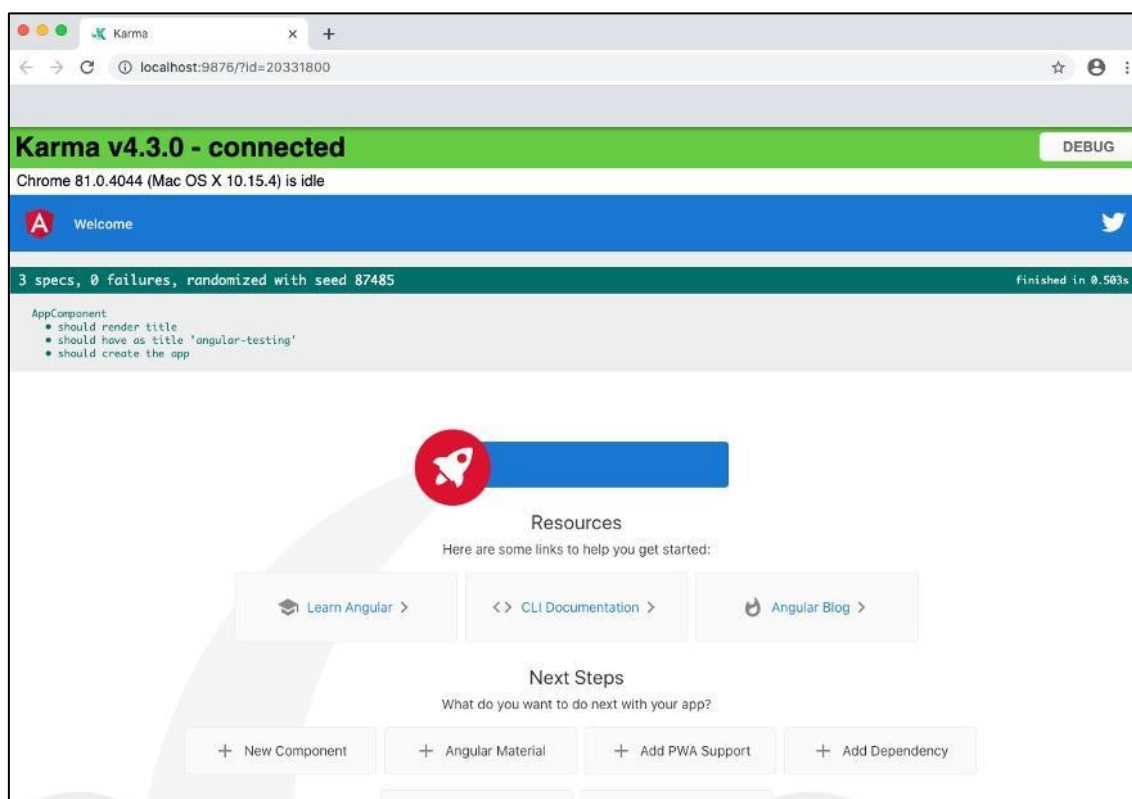 Karma
localhost:9876/?id=20331800
Karma v4.3.0 - connected
DEBUG
Chrome 81.0.4044 (Mac OS X 10.15.4) is idle
Welcome
3 specs, 0 failures, randomized with seed 87485
finished in 0.503s
AppComponent
• should render title
• should have as title 'angular-testing'
• should create the app
Resources
Here are some links to help you get started:
Learn Angular
CLI Documentation
Angular Blog
Next Steps
What do you want to do next with your app?
+ New Component
+ Angular Material
+ Add PWA Support
+ Add Dependency